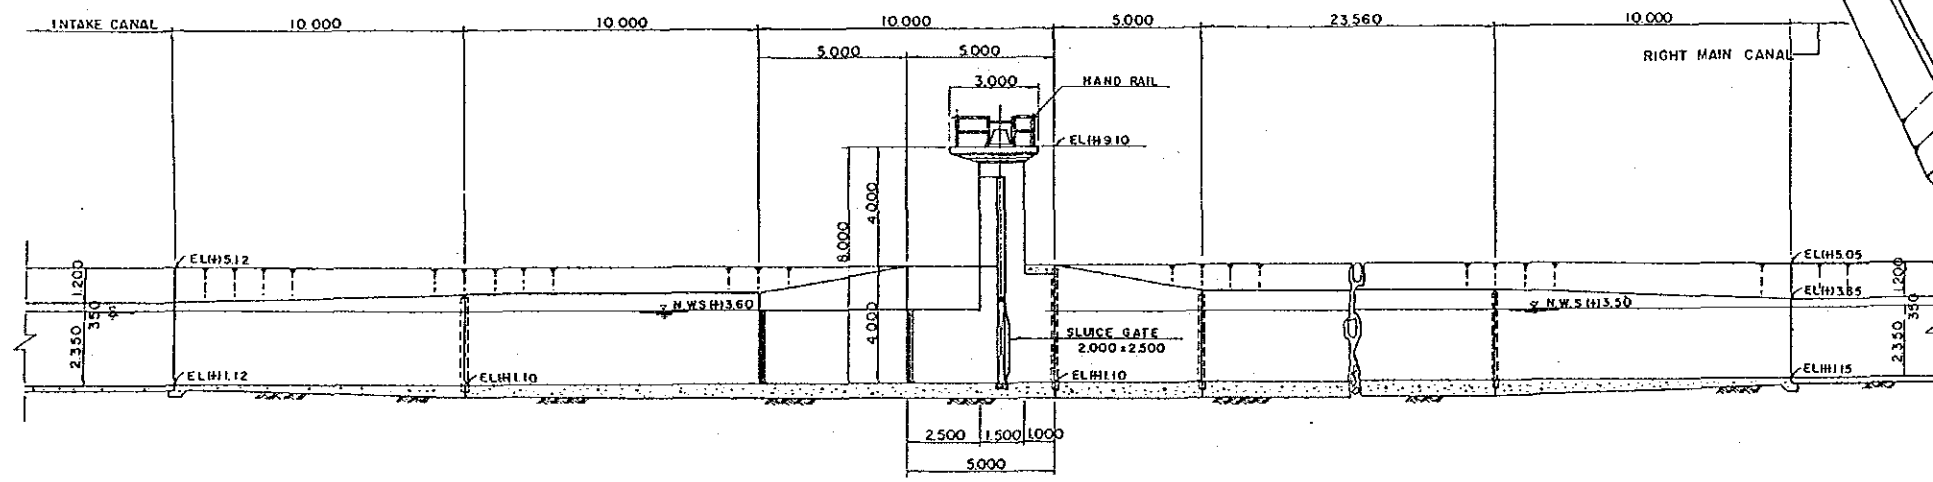 INTAKE CANAL
10.000
10.000
10.000
5.000
23.560
10.000
5.000
5.000
RIGHT MAIN CANAL
3.000
HAND RAIL
EL(+)9.10
8.000
4.000
4.000
EL(+)5.12
EL(+)5.05
1.200
350
2.350
N.W.S (+)3.60
N.W.S (+)3.50
EL(+)3.85
1.200
350
2.350
SLUICE GATE
2.000 x 2.500
EL(+)1.12
EL(+)1.10
EL(+)1.10
EL(+)1.15
2.500
1.500
1.000
5.000